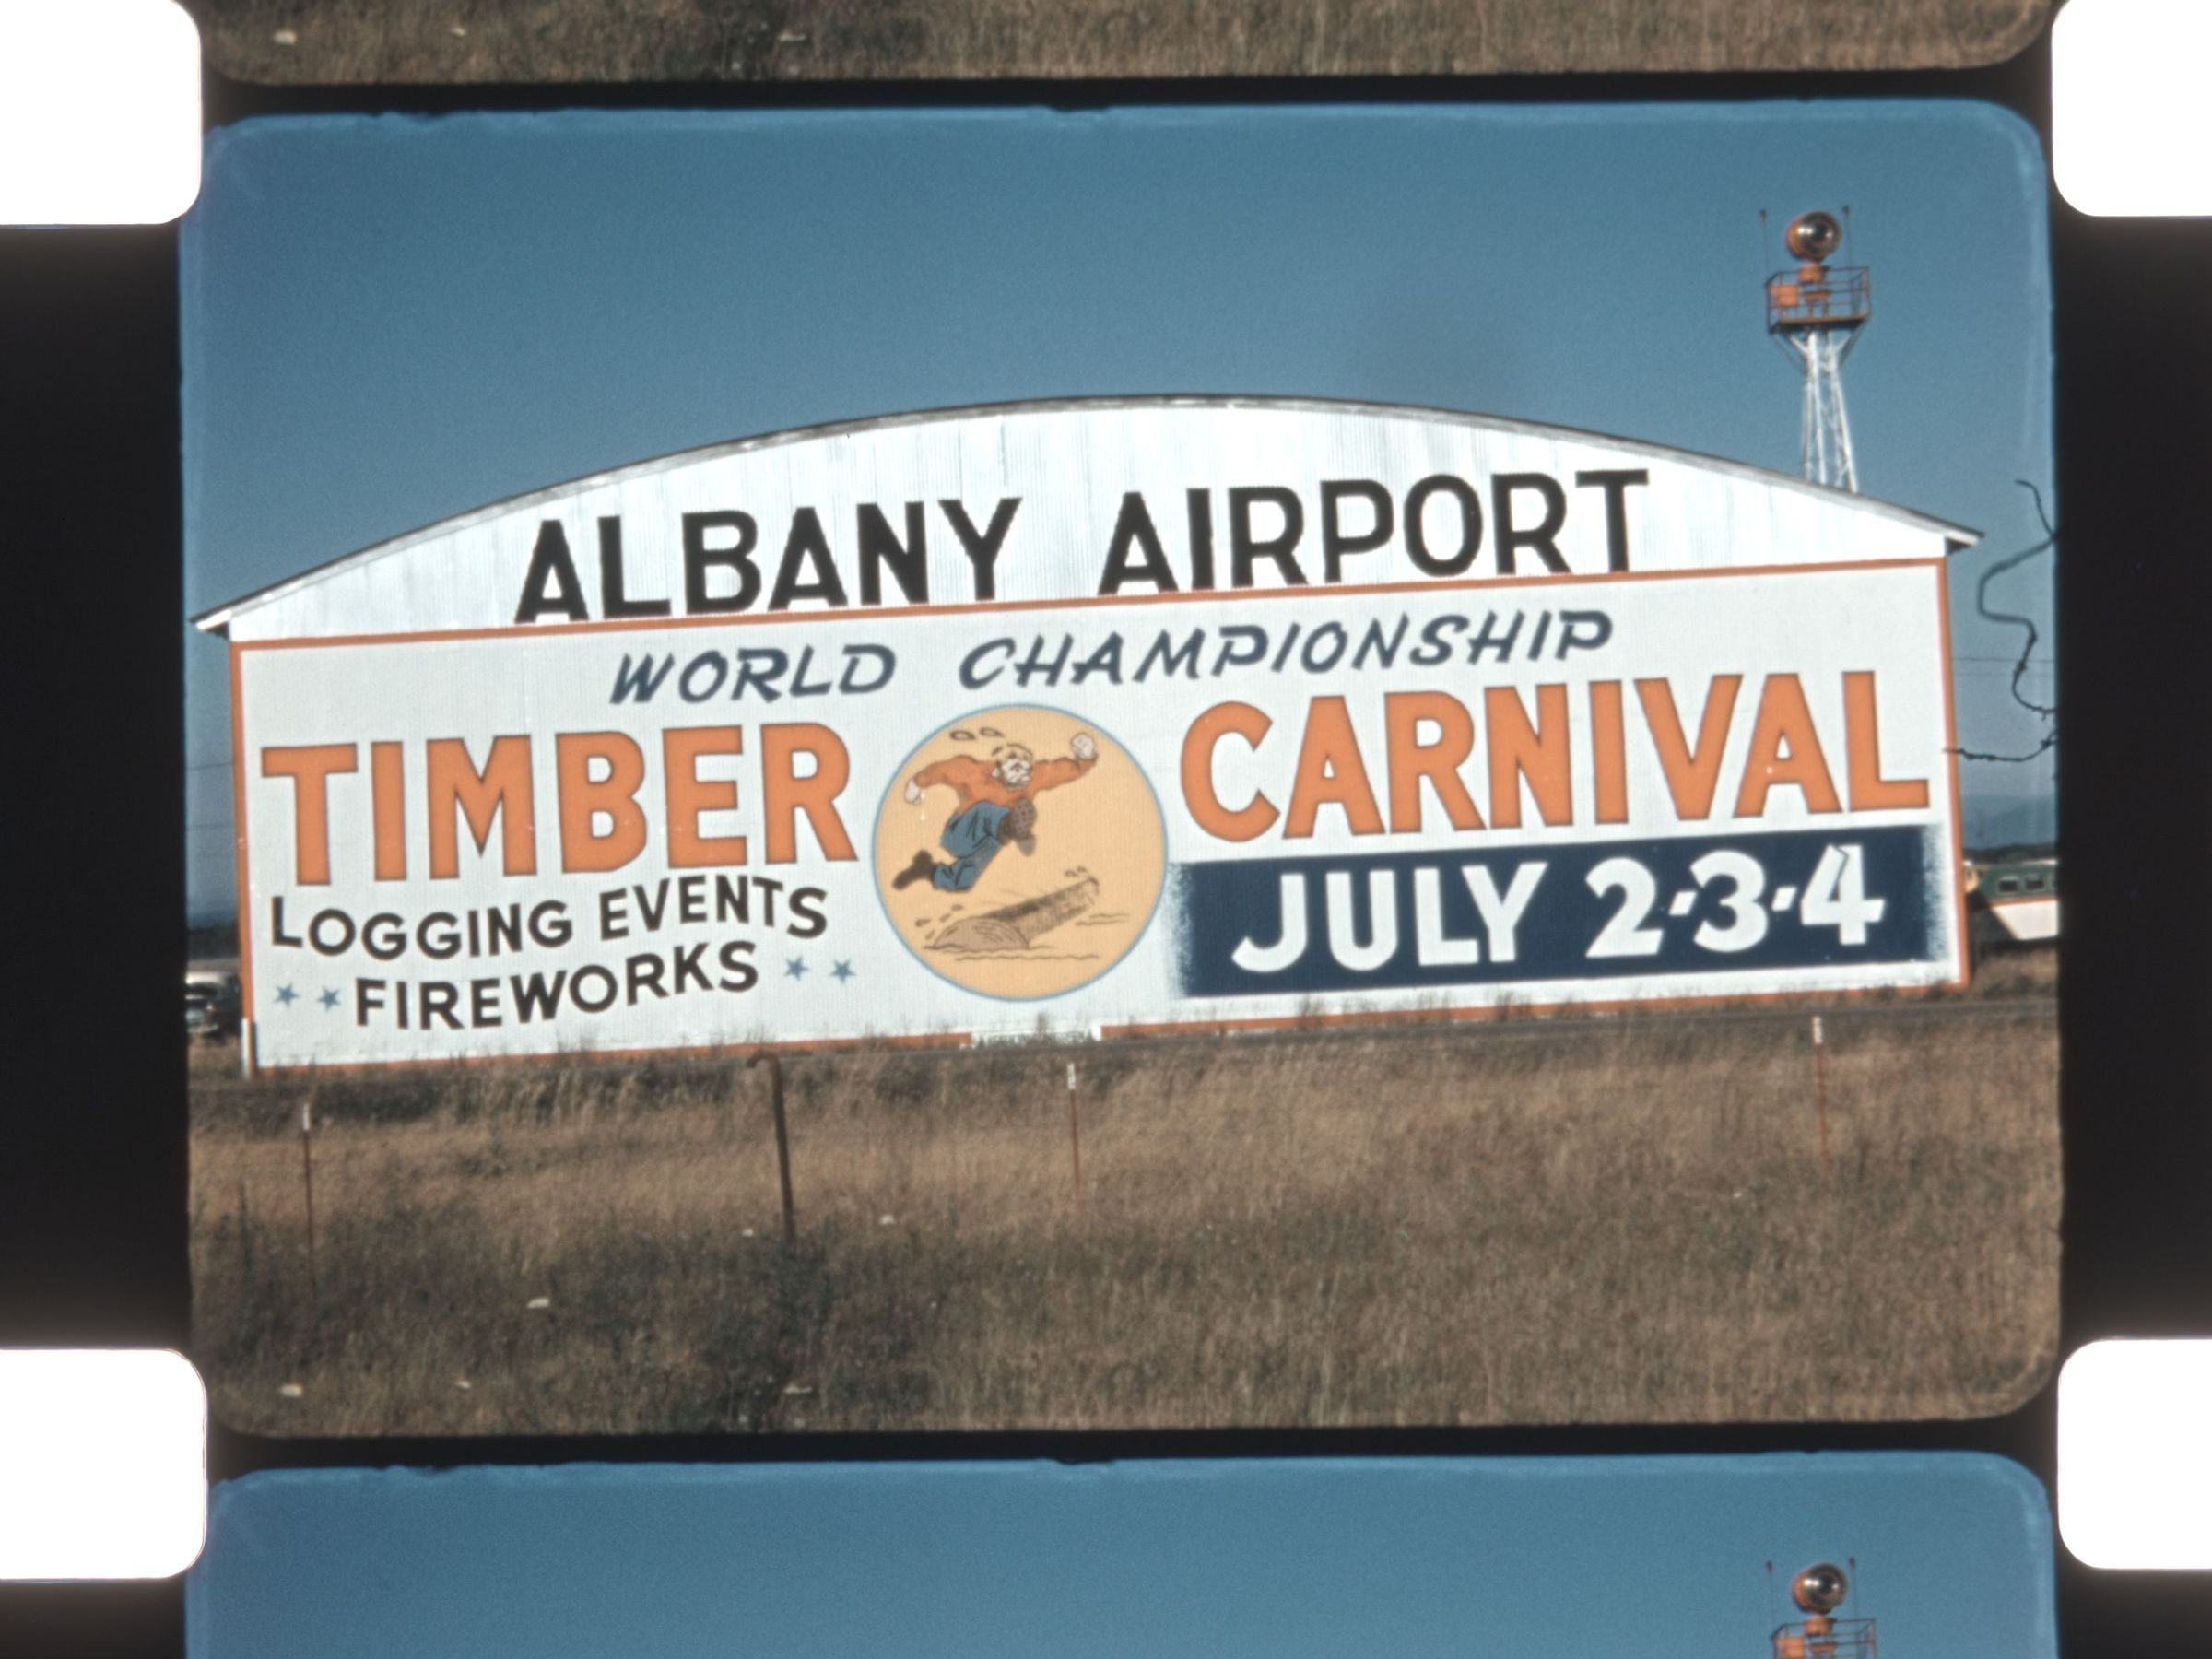 ALBANY AIRPORT
WORLD CHAMPIONSHIP
TIMBER CARNIVAL
LOGGING EVENTS
FIREWORKS
JULY 2-3-4